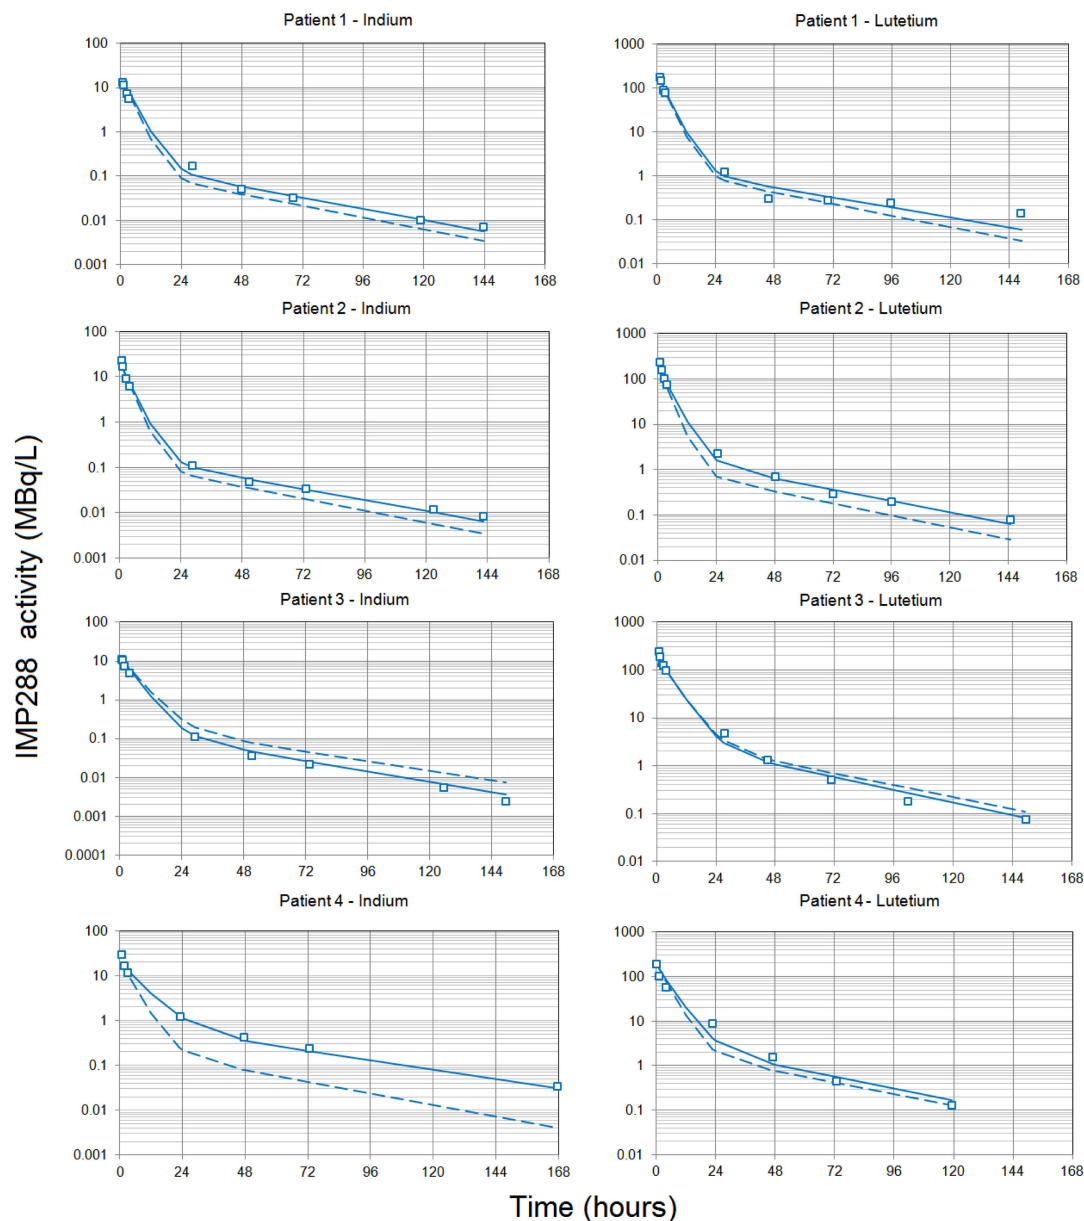 Patient 1 - Indium
100
10
1
0.1
0.01
0.001
0 24 48 72 96 120 144 168
Patient 1 - Lutetium
1000
100
10
1
0.1
0.01
0 24 48 72 96 120 144 168
Patient 2 - Indium
100
10
1
0.1
0.01
0.001
0 24 48 72 96 120 144 168
Patient 2 - Lutetium
1000
100
10
1
0.1
0.01
0 24 48 72 96 120 144 168
Patient 3 - Indium
100
10
1
0.1
0.01
0.001
0.0001
0 24 48 72 96 120 144 168
Patient 3 - Lutetium
1000
100
10
1
0.1
0.01
0 24 48 72 96 120 144 168
Patient 4 - Indium
100
10
1
0.1
0.01
0.001
0 24 48 72 96 120 144 168
Patient 4 - Lutetium
1000
100
10
1
0.1
0.01
0 24 48 72 96 120 144 168
IMP288 activity (MBq/L)
Time (hours)